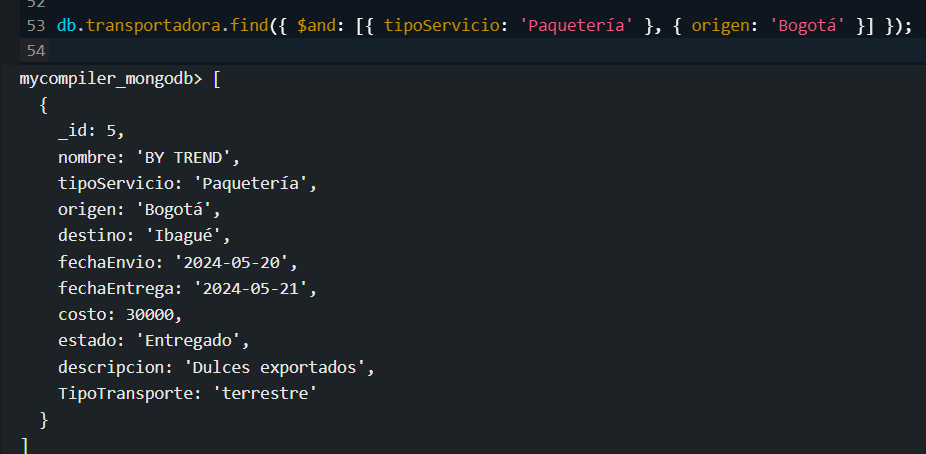 52
53 db.transportadora.find({ $and: [{ tipoServicio: 'Paquetería' }, { origen: 'Bogotá' }] });
54
mycompiler_mongodb> [
  {
    _id: 5,
    nombre: 'BY TREND',
    tipoServicio: 'Paquetería',
    origen: 'Bogotá',
    destino: 'Ibagué',
    fechaEnvio: '2024-05-20',
    fechaEntrega: '2024-05-21',
    costo: 30000,
    estado: 'Entregado',
    descripcion: 'Dulces exportados',
    TipoTransporte: 'terrestre'
  }
]